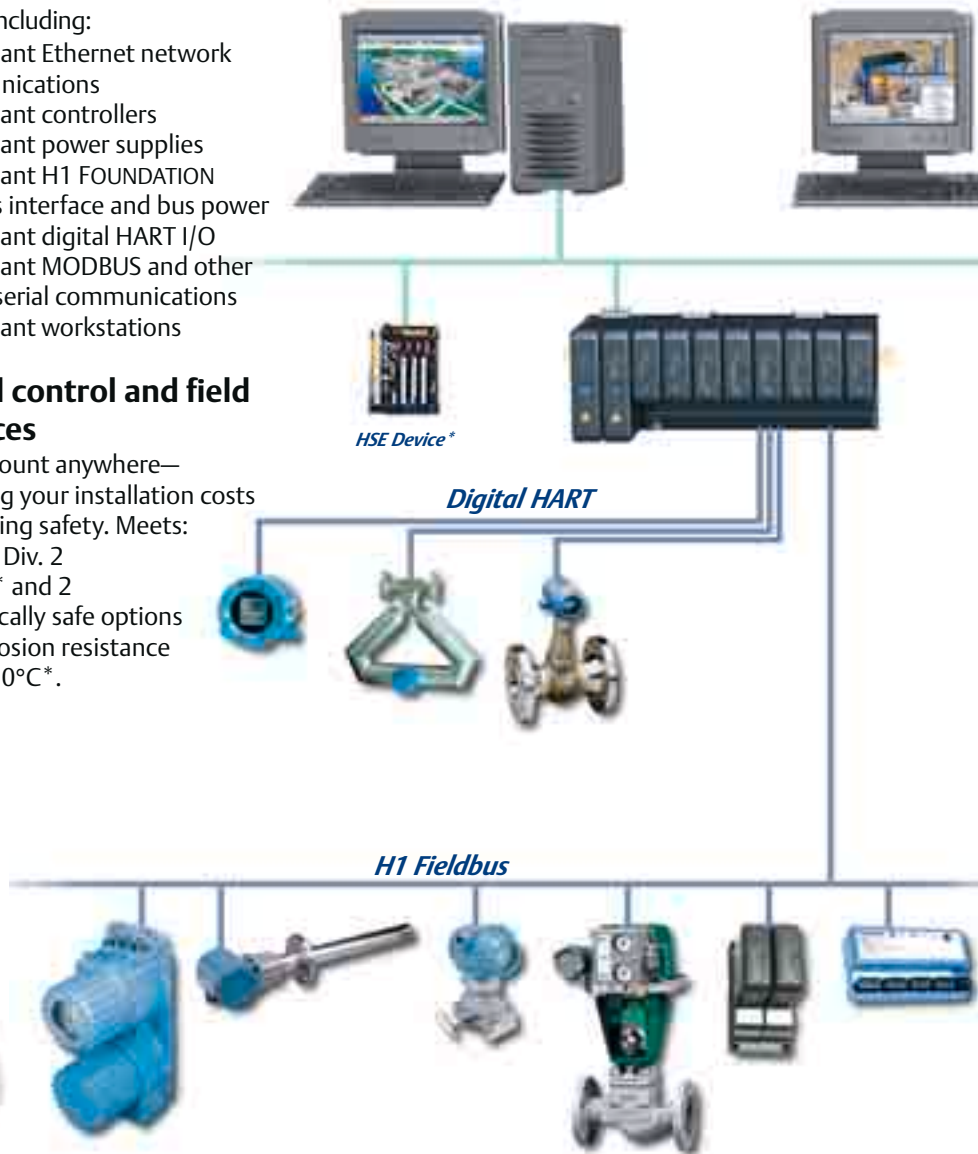 ncluding:
ant Ethernet network
nications
ant controllers
ant power supplies
ant H1 FOUNDATION
s interface and bus power
ant digital HART I/O
ant MODBUS and other
serial communications
ant workstations
l control and field
ces
ount anywhere—
g your installation costs
ing safety. Meets:
Div. 2
* and 2
cally safe options
osion resistance
0°C*.
HSE Device*
Digital HART
H1 Fieldbus